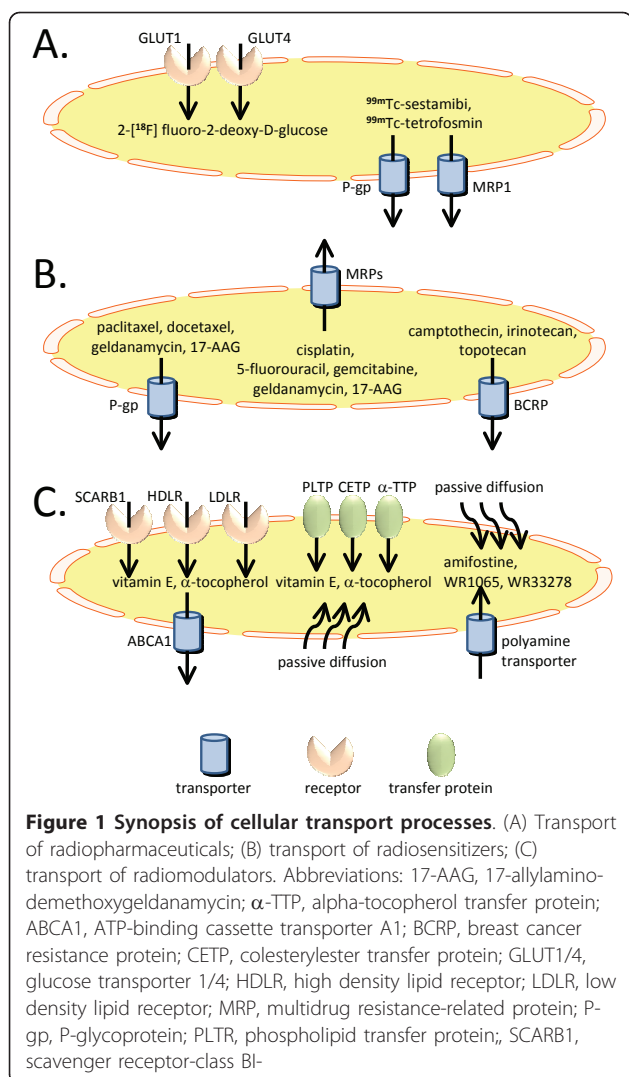 A.
GLUT1 GLUT4
2-[¹⁸F] fluoro-2-deoxy-D-glucose
⁹⁹ᵐTc-sestamibi,
⁹⁹ᵐTc-tetrofosmin
P-gp MRP1
B.
MRPs
paclitaxel, docetaxel,
geldanamycin, 17-AAG
P-gp
cisplatin,
5-fluorouracil, gemcitabine,
geldanamycin, 17-AAG
camptothecin, irinotecan,
topotecan
BCRP
C.
SCARB1 HDLR LDLR
vitamin E, α-tocopherol
ABCA1
PLTP CETP α-TTP
vitamin E, α-tocopherol
passive diffusion
passive diffusion
amifostine,
WR1065, WR33278
polyamine
transporter
transporter receptor transfer protein
Figure 1 Synopsis of cellular transport processes. (A) Transport
of radiopharmaceuticals; (B) transport of radiosensitizers; (C)
transport of radiomodulators. Abbreviations: 17-AAG, 17-allylamino-
demethoxygeldanamycin; α-TTP, alpha-tocopherol transfer protein;
ABCA1, ATP-binding cassette transporter A1; BCRP, breast cancer
resistance protein; CETP, colesterylester transfer protein; GLUT1/4,
glucose transporter 1/4; HDLR, high density lipid receptor; LDLR, low
density lipid receptor; MRP, multidrug resistance-related protein; P-
gp, P-glycoprotein; PLTR, phospholipid transfer protein;, SCARB1,
scavenger receptor-class BI-